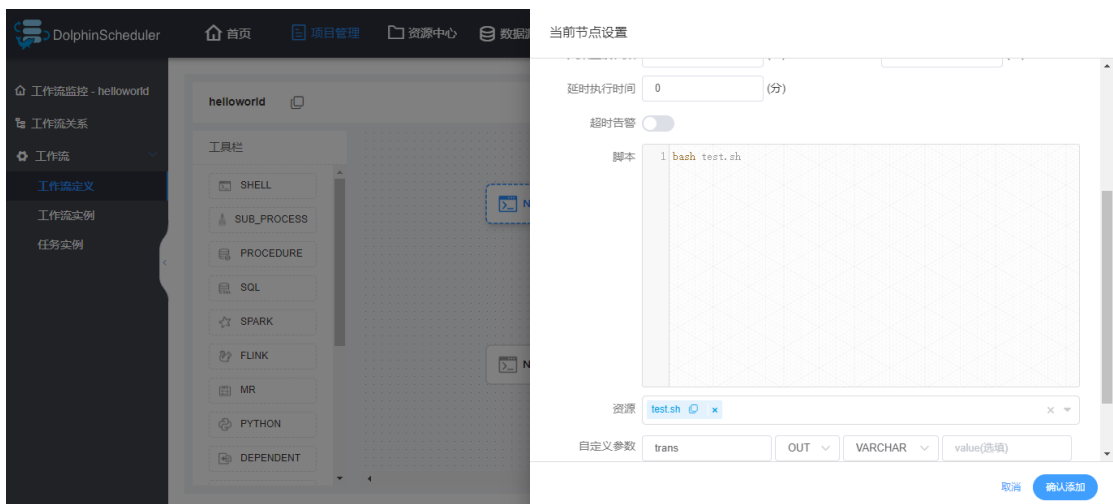 DolphinScheduler
首页
项目管理
资源中心
数据源
工作流监控 - helloworld
工作流关系
工作流
工作流定义
工作流实例
任务实例
helloworld
工具栏
SHELL
SUB_PROCESS
PROCEDURE
SQL
SPARK
FLINK
MR
PYTHON
DEPENDENT
N
N
当前节点设置
延时执行时间 0 (分)
超时告警
脚本 1 bash test.sh
资源 test.sh
自定义参数 trans OUT VARCHAR value(选填)
取消 确认添加